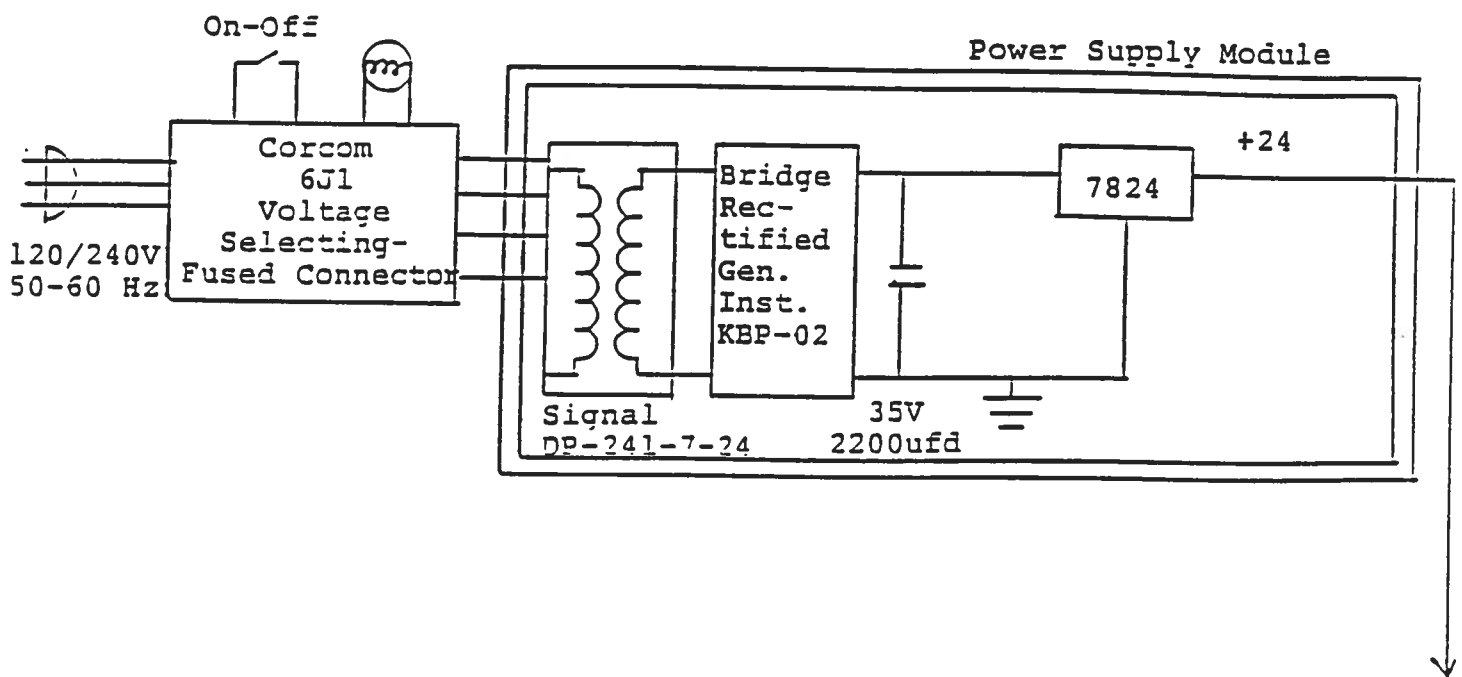 On-Off
Power Supply Module
Corcom
6J1
Voltage
Selecting-
Fused Connector
120/240V
50-60 Hz
Bridge
Rec-
tified
Gen.
Inst.
KBP-02
7824
+24
Signal
DP-241-7-24
35V
2200ufd